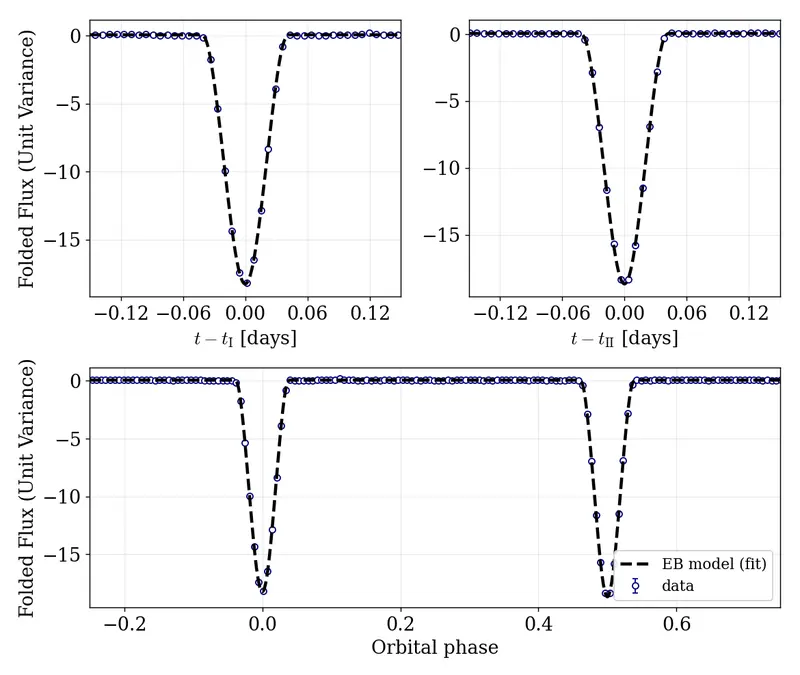 Folded Flux (Unit Variance)
0
−5
−10
−15
−0.12 −0.06 0.00 0.06 0.12
t − t_I [days]
0
−5
−10
−15
−0.12 −0.06 0.00 0.06 0.12
t − t_II [days]
Folded Flux (Unit Variance)
0
−5
−10
−15
−0.2 0.0 0.2 0.4 0.6
Orbital phase
EB model (fit)
data